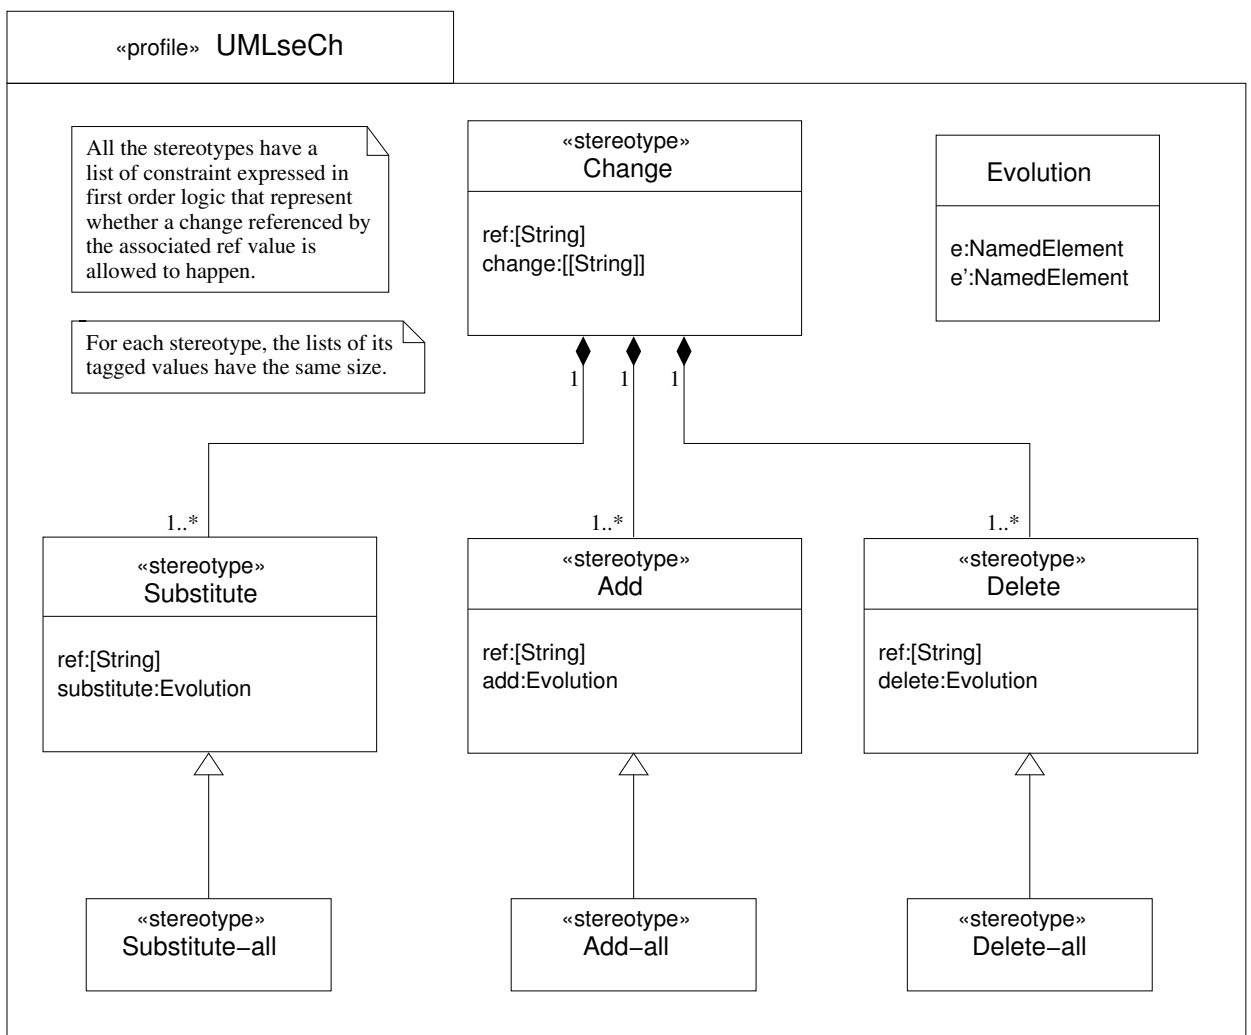 «profile» UMLseCh
All the stereotypes have a
list of constraint expressed in
first order logic that represent
whether a change referenced by
the associated ref value is
allowed to happen.
For each stereotype, the lists of its
tagged values have the same size.
«stereotype»
Change
ref:[String]
change:[[String]]
Evolution
e:NamedElement
e':NamedElement
1
1
1
1..*
1..*
1..*
«stereotype»
Substitute
ref:[String]
substitute:Evolution
«stereotype»
Add
ref:[String]
add:Evolution
«stereotype»
Delete
ref:[String]
delete:Evolution
«stereotype»
Substitute−all
«stereotype»
Add−all
«stereotype»
Delete−all